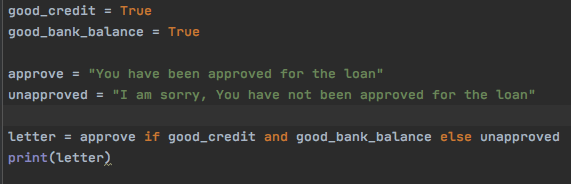 good_credit = True
good_bank_balance = True
approve = "You have been approved for the loan"
unapproved = "I am sorry, You have not been approved for the loan"
letter = approve if good_credit and good_bank_balance else unapproved
print(letter)